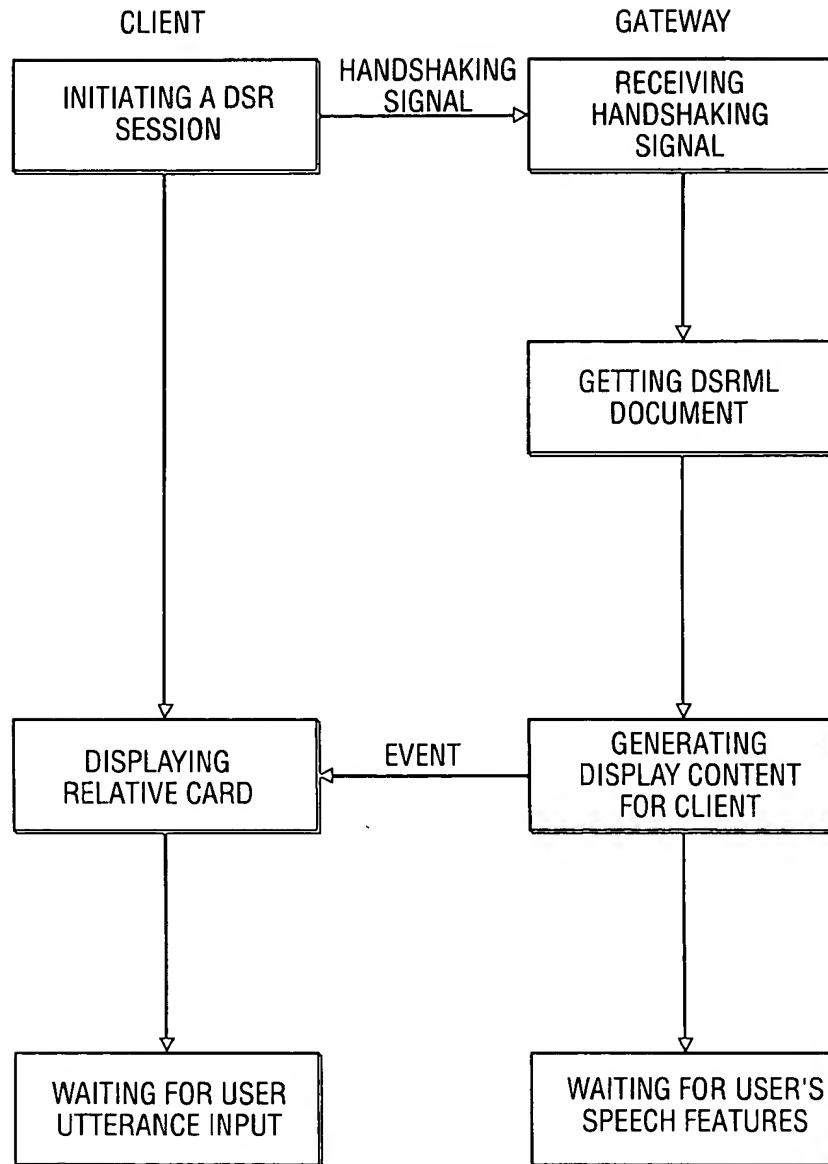 CLIENT
GATEWAY
INITIATING A DSR
SESSION
HANDSHAKING
SIGNAL
RECEIVING
HANDSHAKING
SIGNAL
GETTING DSRML
DOCUMENT
DISPLAYING
RELATIVE CARD
EVENT
GENERATING
DISPLAY CONTENT
FOR CLIENT
WAITING FOR USER
UTTERANCE INPUT
WAITING FOR USER'S
SPEECH FEATURES